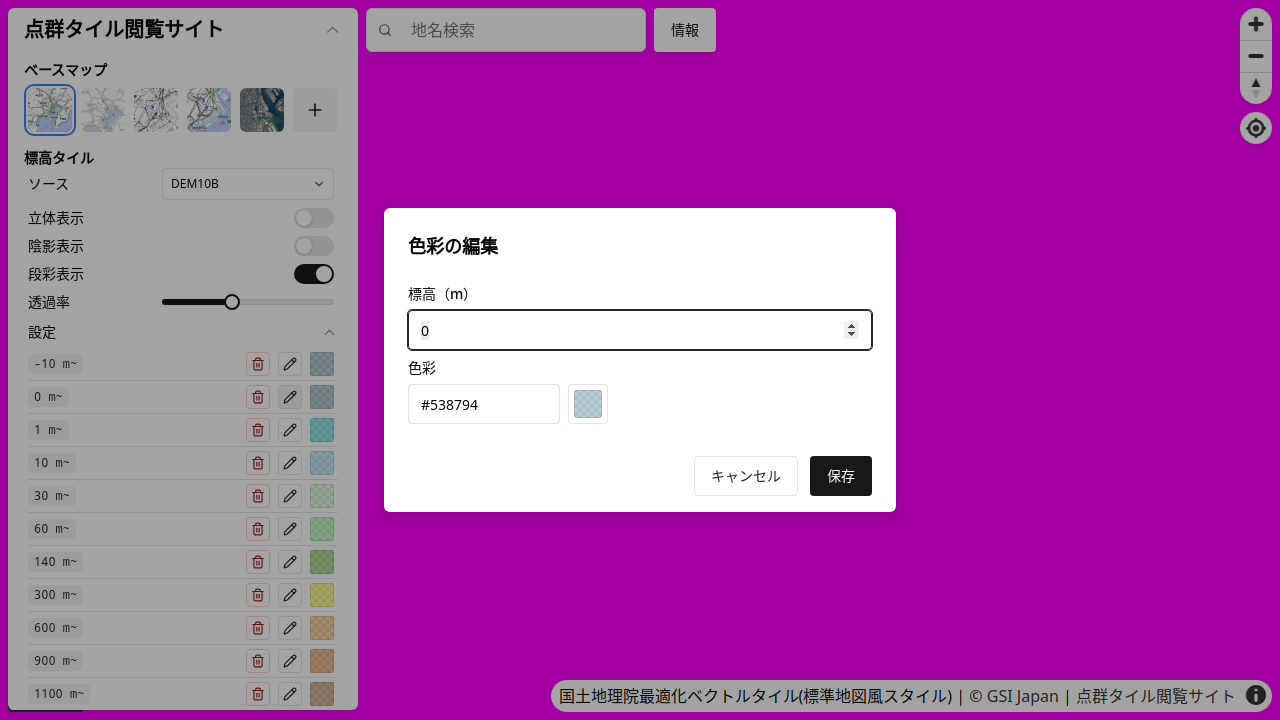 点群タイル閲覧サイト
地名検索
情報
ベースマップ
標高タイル
ソース
DEM10B
立体表示
陰影表示
段彩表示
透過率
設定
-10 m~
0 m~
1 m~
10 m~
30 m~
60 m~
140 m~
300 m~
600 m~
900 m~
1100 m~
色彩の編集
標高（m）
0
色彩
#538794
キャンセル
保存
国土地理院最適化ベクトルタイル(標準地図風スタイル) | © GSI Japan | 点群タイル閲覧サイト